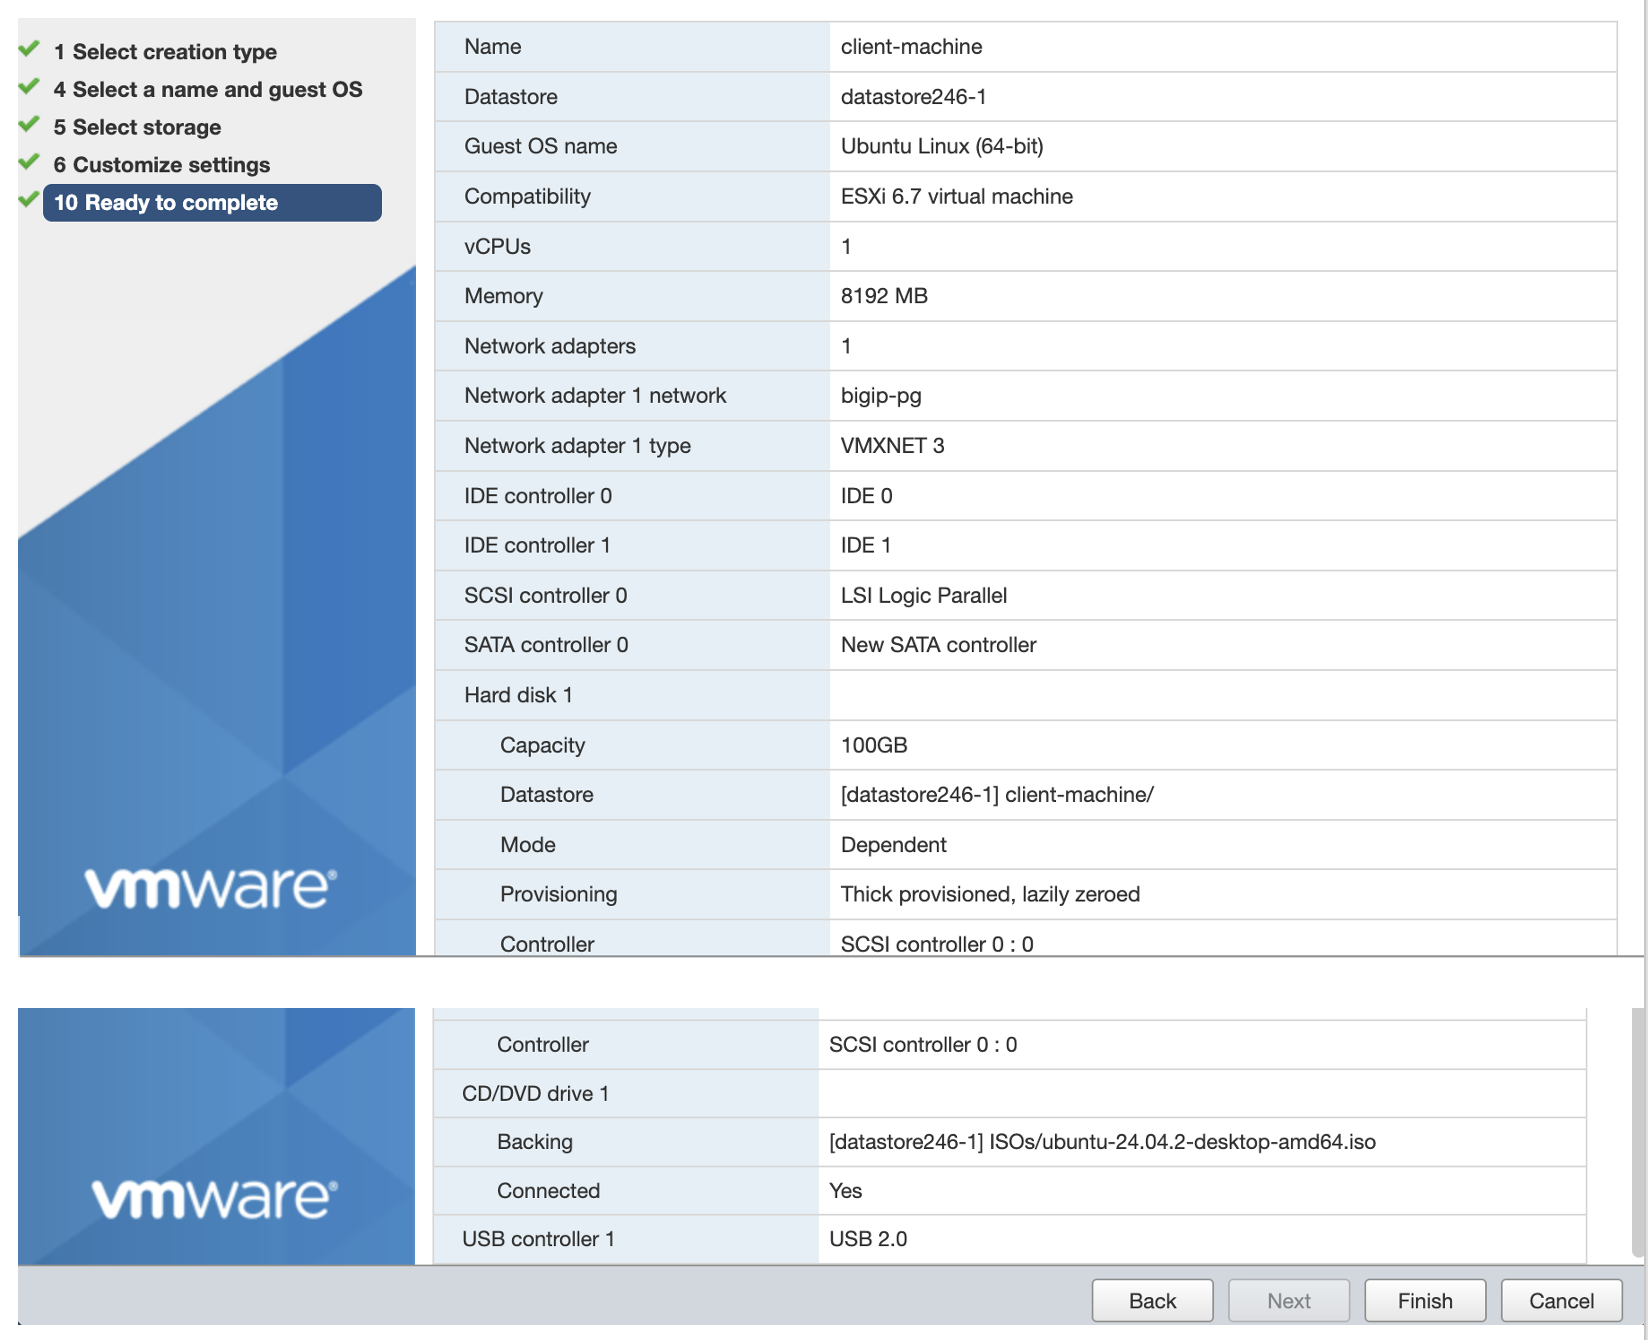 1 Select creation type
4 Select a name and guest OS
5 Select storage
6 Customize settings
10 Ready to complete
vmware®
Name client-machine
Datastore datastore246-1
Guest OS name Ubuntu Linux (64-bit)
Compatibility ESXi 6.7 virtual machine
vCPUs 1
Memory 8192 MB
Network adapters 1
Network adapter 1 network bigip-pg
Network adapter 1 type VMXNET 3
IDE controller 0 IDE 0
IDE controller 1 IDE 1
SCSI controller 0 LSI Logic Parallel
SATA controller 0 New SATA controller
Hard disk 1
Capacity 100GB
Datastore [datastore246-1] client-machine/
Mode Dependent
Provisioning Thick provisioned, lazily zeroed
Controller SCSI controller 0 : 0
vmware®
Controller SCSI controller 0 : 0
CD/DVD drive 1
Backing [datastore246-1] ISOs/ubuntu-24.04.2-desktop-amd64.iso
Connected Yes
USB controller 1 USB 2.0
Back Next Finish Cancel